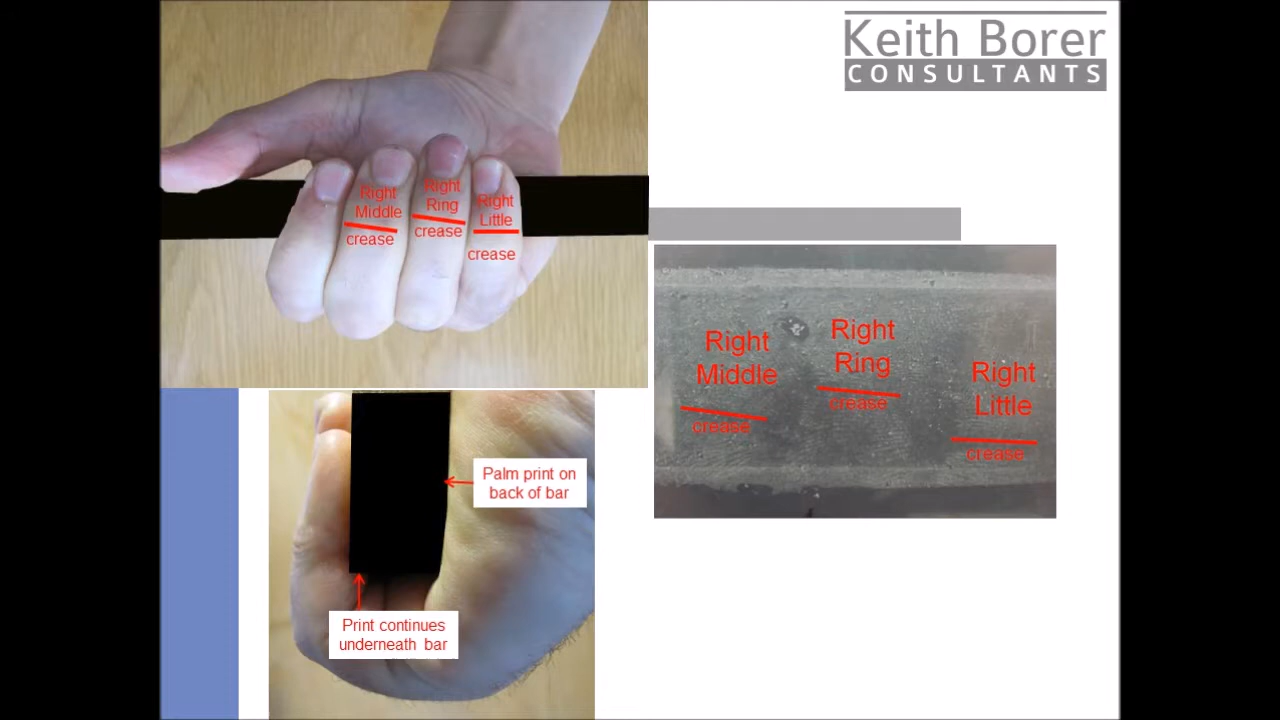 Keith Borer
CONSULTANTS
Right
Middle
crease
Right
Ring
crease
Right
Little
crease
Right
Middle
crease
Right
Ring
crease
Right
Little
crease
Palm print on
back of bar
Print continues
underneath bar